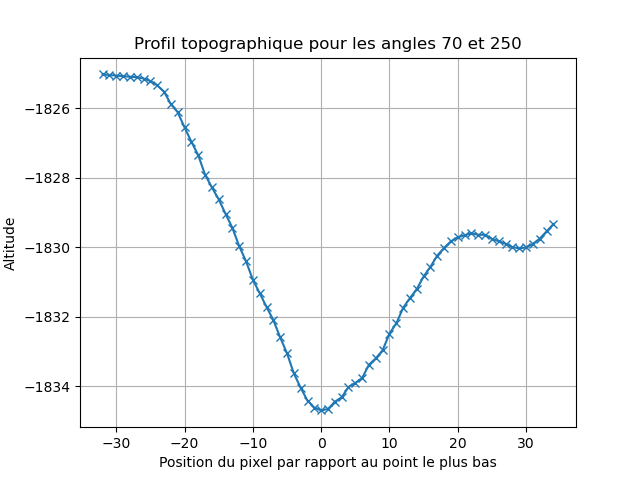 Profil topographique pour les angles 70 et 250
Altitude
−1826
−1828
−1830
−1832
−1834
−30 −20 −10 0 10 20 30
Position du pixel par rapport au point le plus bas